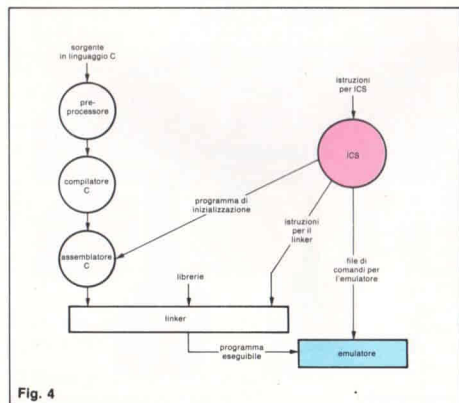 sorgente
in linguaggio C
pre-
processore
compilatore
C
assemblatore
C
istruzioni
per ICS
ICS
programma di
inizializzazione
istruzioni
per il
linker
file di
comandi per
l'emulatore
librerie
linker
programma
eseguibile
emulatore
Fig. 4